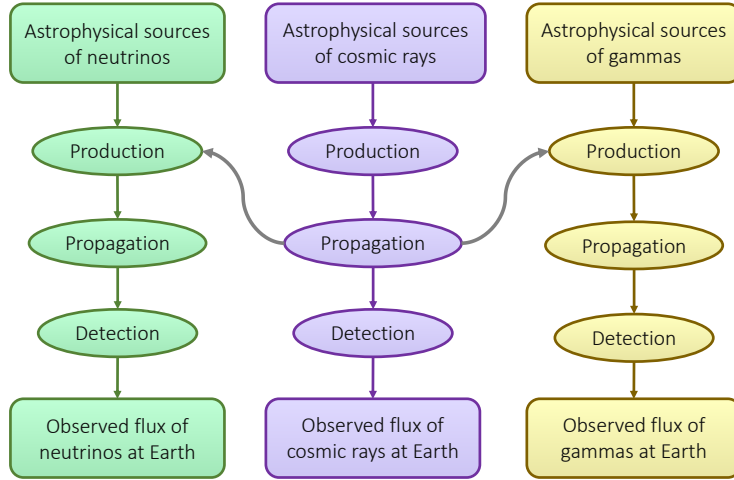 Astrophysical sources
of neutrinos
Astrophysical sources
of cosmic rays
Astrophysical sources
of gammas
Production
Production
Production
Propagation
Propagation
Propagation
Detection
Detection
Detection
Observed flux of
neutrinos at Earth
Observed flux of
cosmic rays at Earth
Observed flux of
gammas at Earth